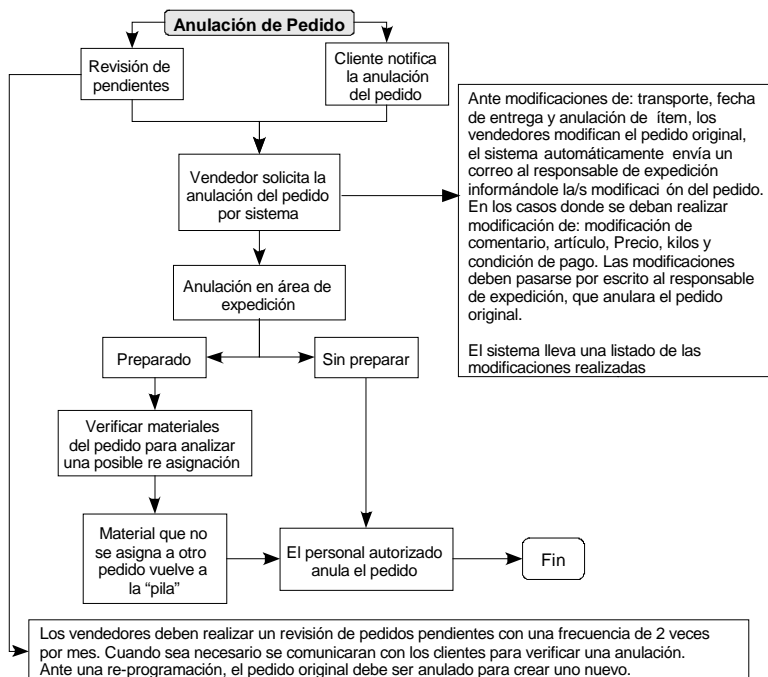 Anulación de Pedido
Revisión de
pendientes
Cliente notifica
la anulación
del pedido
Ante modificaciones de: transporte, fecha
de entrega y anulación de ítem, los
vendedores modifican el pedido original,
el sistema automáticamente envía un
correo al responsable de expedición
informándole la/s modificaci ón del pedido.
En los casos donde se deban realizar
modificación de: modificación de
comentario, artículo, Precio, kilos y
condición de pago. Las modificaciones
deben pasarse por escrito al responsable
de expedición, que anulara el pedido
original.
El sistema lleva una listado de las
modificaciones realizadas
Vendedor solicita la
anulación del pedido
por sistema
Anulación en área de
expedición
Preparado
Sin preparar
Verificar materiales
del pedido para analizar
una posible re asignación
Material que no
se asigna a otro
pedido vuelve a
la “pila”
El personal autorizado
anula el pedido
Fin
Los vendedores deben realizar un revisión de pedidos pendientes con una frecuencia de 2 veces
por mes. Cuando sea necesario se comunicaran con los clientes para verificar una anulación.
Ante una re-programación, el pedido original debe ser anulado para crear uno nuevo.